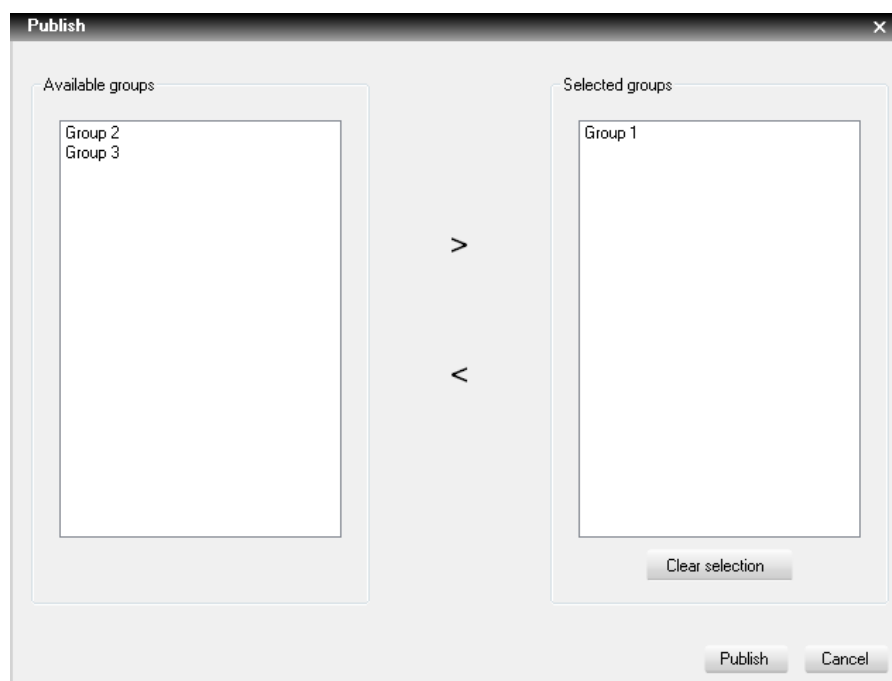 Publish
Available groups
Group 2
Group 3
>
<
Selected groups
Group 1
Clear selection
Publish
Cancel